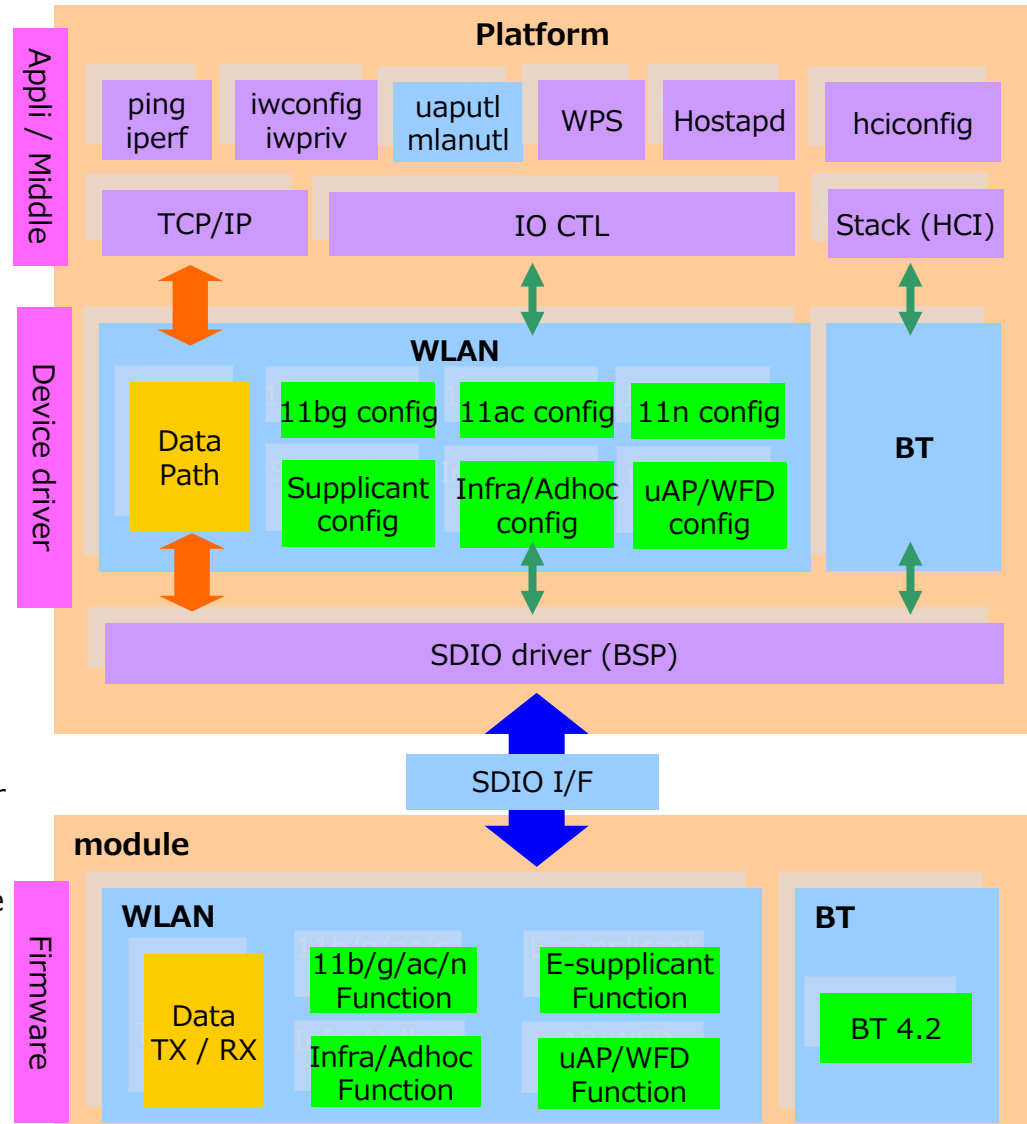 Platform
Appli / Middle
ping
iperf
iwconfig
iwpriv
uaputl
mlanutl
WPS
Hostapd
hciconfig
TCP/IP
IO CTL
Stack (HCI)
Device driver
WLAN
Data
Path
11bg config
11ac config
11n config
Supplicant
config
Infra/Adhoc
config
uAP/WFD
config
BT
SDIO driver (BSP)
SDIO I/F
r
module
e
Firmware
WLAN
Data
TX / RX
11b/g/ac/n
Function
E-supplicant
Function
Infra/Adhoc
Function
uAP/WFD
Function
BT
BT 4.2